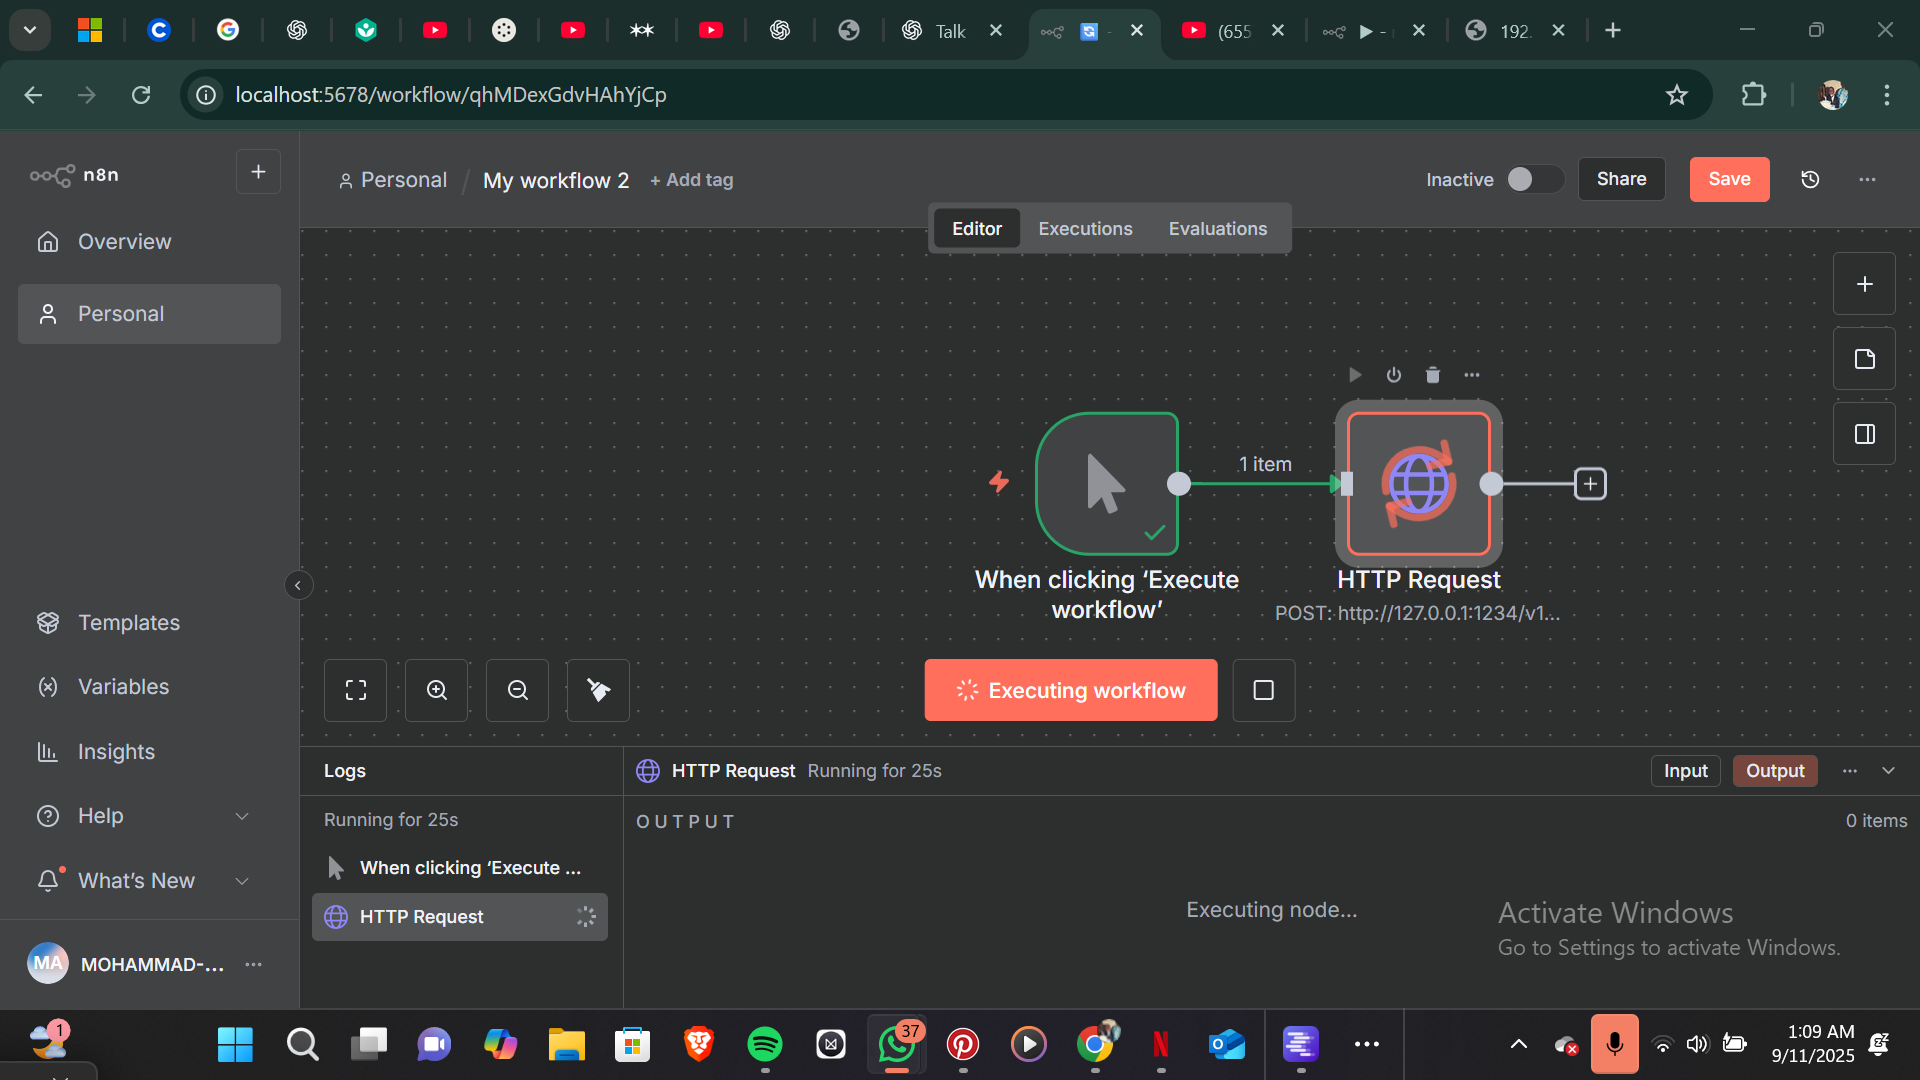 Talk
(655
▶ -
192.
localhost:5678/workflow/qhMDexGdvHAhYjCp
n8n
Personal / My workflow 2 + Add tag
Inactive
Share
Save
Editor
Executions
Evaluations
Overview
Personal
1 item
When clicking ‘Execute
workflow’
HTTP Request
POST: http://127.0.0.1:1234/v1...
Executing workflow
Templates
Variables
Insights
Help
What’s New
MA
MOHAMMAD-...
Logs
HTTP Request Running for 25s
Input
Output
Running for 25s
OUTPUT
0 items
When clicking ‘Execute ...
HTTP Request
Executing node...
Activate Windows
Go to Settings to activate Windows.
1
37
1:09 AM
9/11/2025